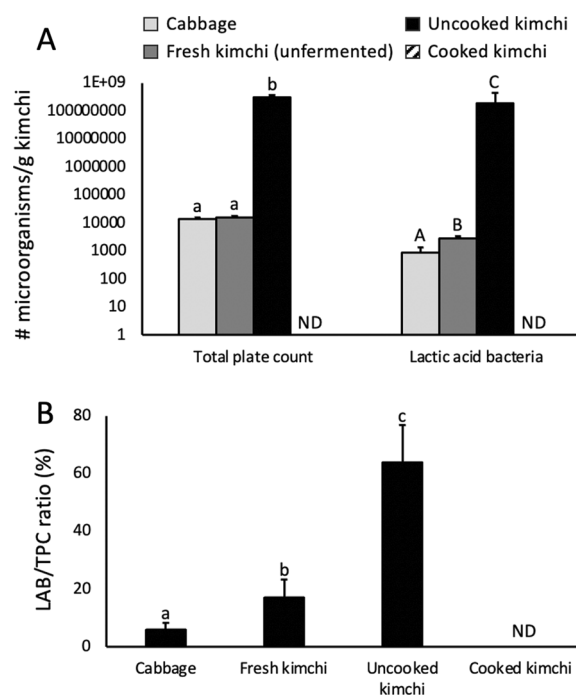 A
Cabbage
Uncooked kimchi
Fresh kimchi (unfermented)
Cooked kimchi
# microorganisms/g kimchi
1E+09
100000000
10000000
1000000
100000
10000
1000
100
10
1
a
a
b
ND
A
B
C
ND
Total plate count
Lactic acid bacteria
B
LAB/TPC ratio (%)
80
60
40
20
0
a
b
c
ND
Cabbage
Fresh kimchi
Uncooked
kimchi
Cooked kimchi